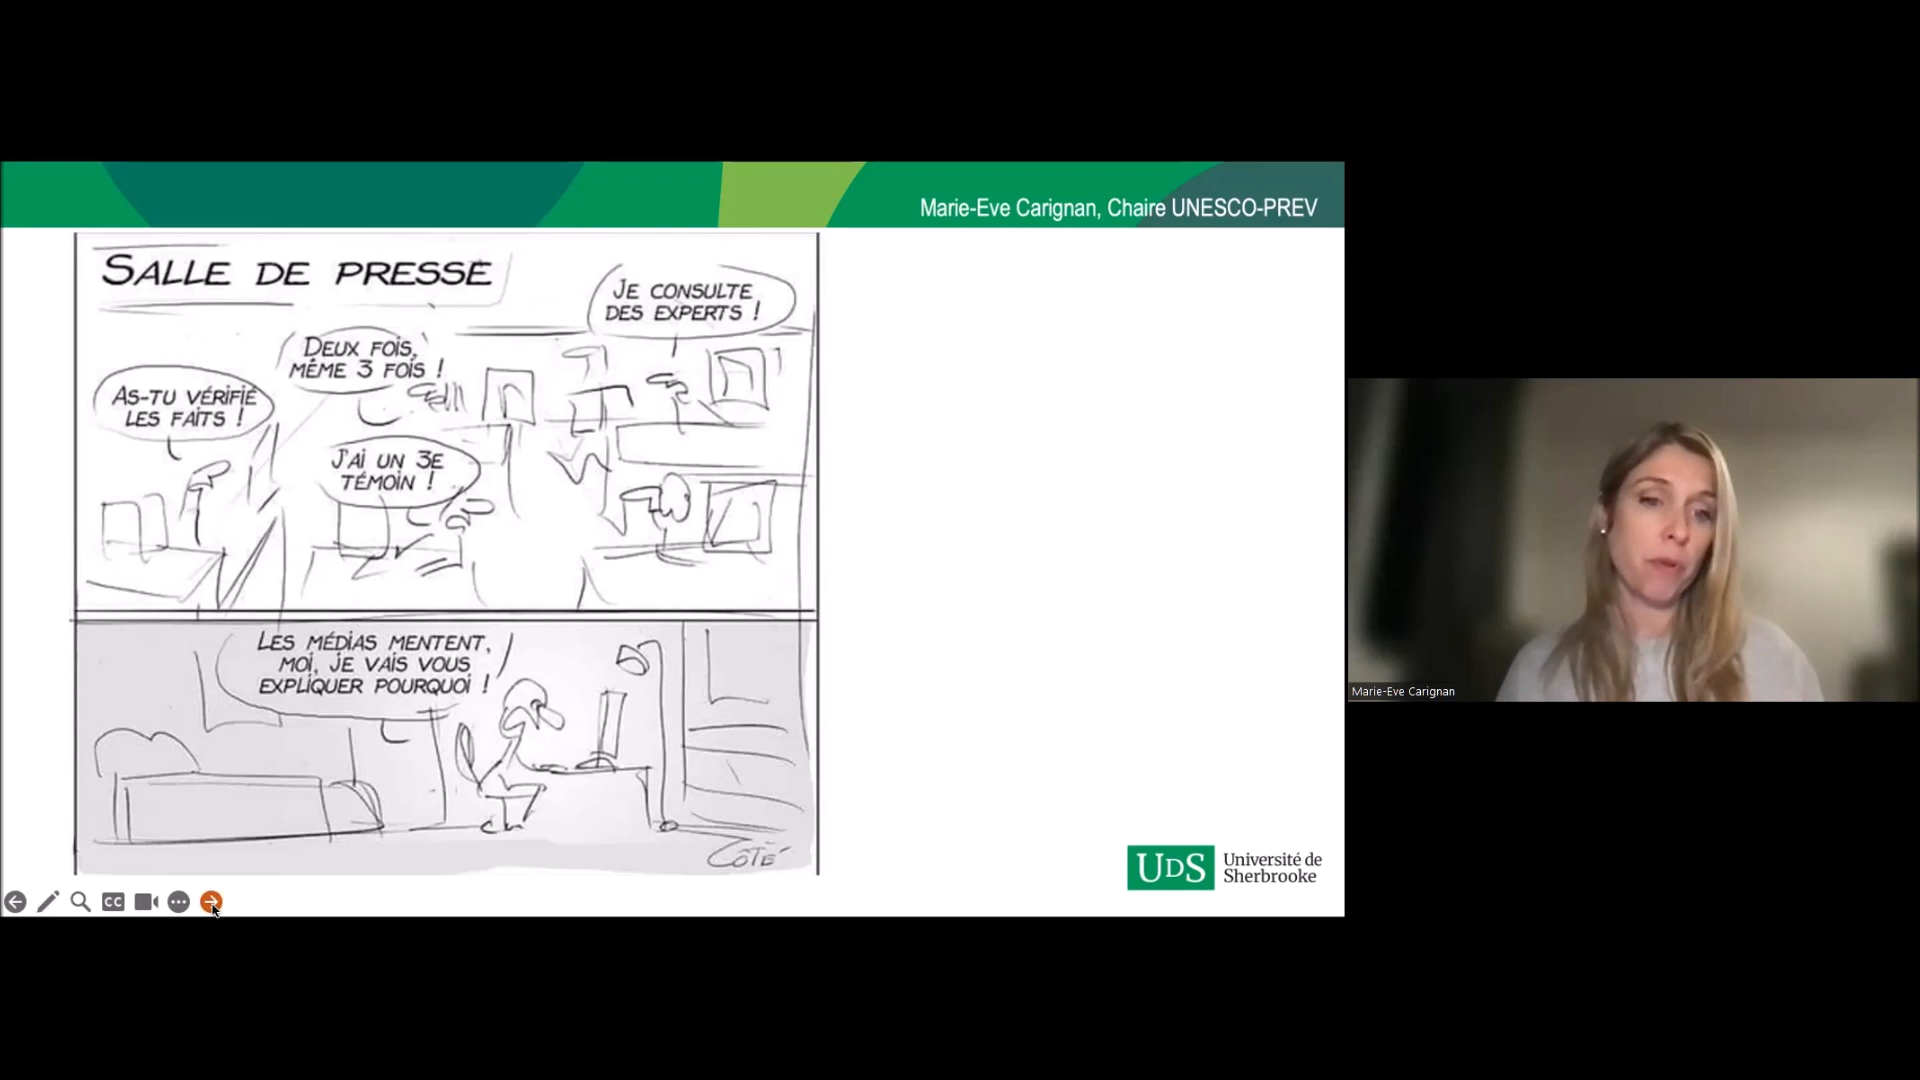 Marie-Eve Carignan, Chaire UNESCO-PREV
SALLE DE PRESSE
JE CONSULTE
DES EXPERTS !
DEUX FOIS,
MÊME 3 FOIS !
AS-TU VÉRIFIÉ
LES FAITS !
J'AI UN 3E
TÉMOIN !
LES MÉDIAS MENTENT,
MOI, JE VAIS VOUS
EXPLIQUER POURQUOI !
CÔTÉ
UDS
Université de
Sherbrooke
CC
Marie-Eve Carignan